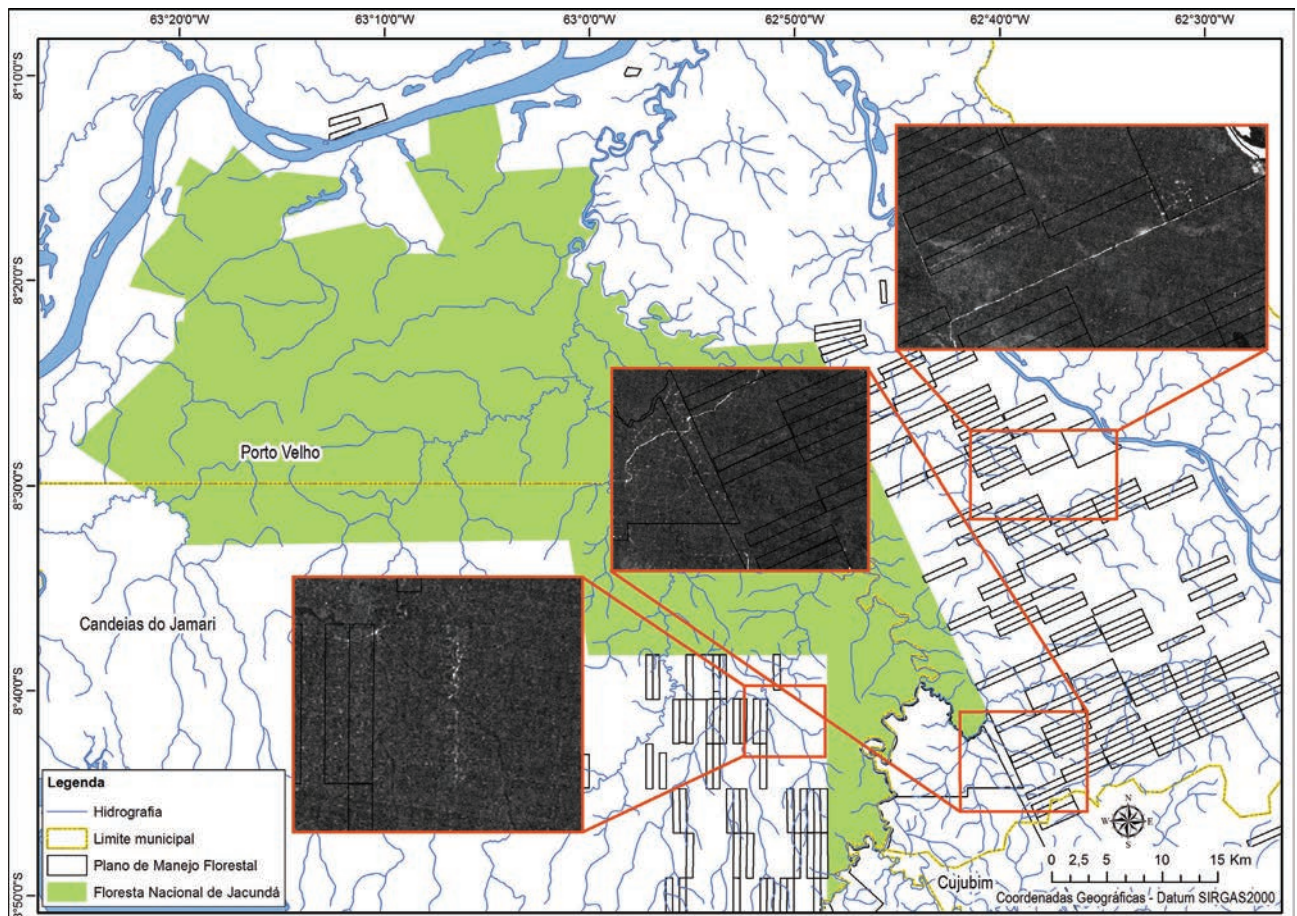 63°20'0"W 63°10'0"W 63°0'0"W 62°50'0"W 62°40'0"W 62°30'0"W
8°10'0"S
8°20'0"S
Porto Velho
8°30'0"S
Candeias do Jamari
8°40'0"S
Legenda
Hidrografia
Limite municipal
Plano de Manejo Florestal
Floresta Nacional de Jacundá
N
W E
S
0 2,5 5 10 15 Km
Cujubim
Coordenadas Geográficas - Datum SIRGAS2000
8°50'0"S